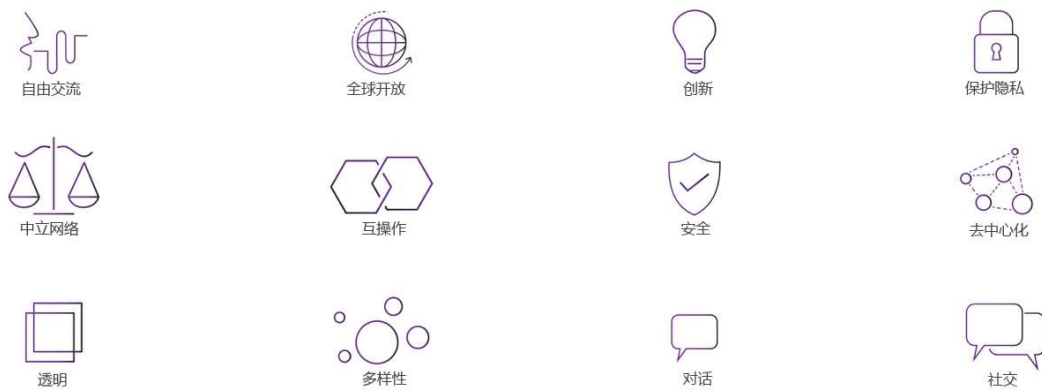 自由交流
全球开放
创新
保护隐私
中立网络
互操作
安全
去中心化
透明
多样性
对话
社交